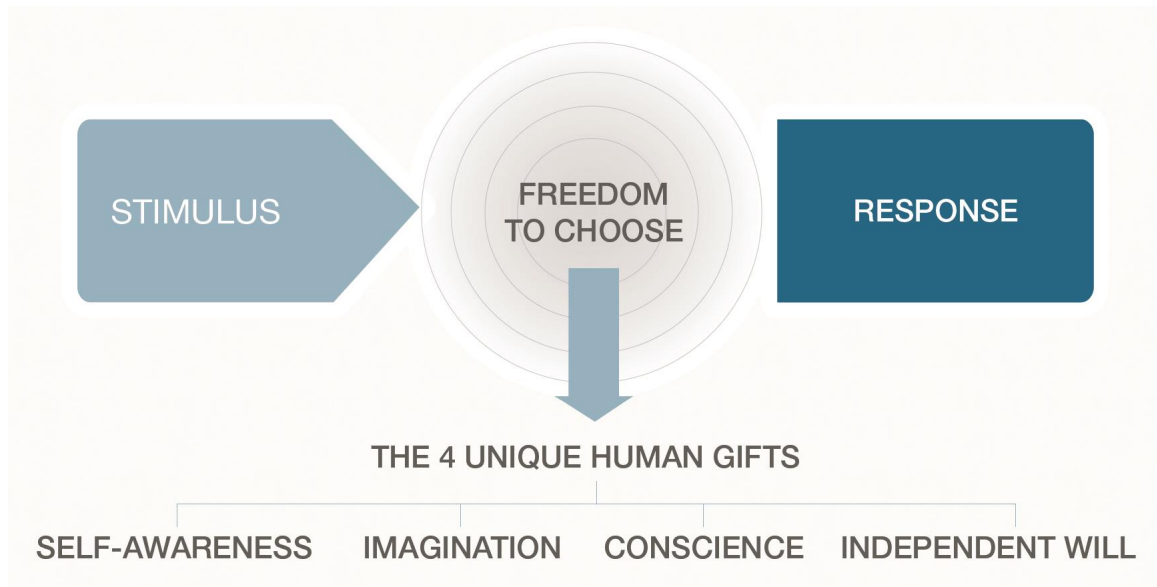 STIMULUS
FREEDOM
TO CHOOSE
RESPONSE
THE 4 UNIQUE HUMAN GIFTS
SELF-AWARENESS
IMAGINATION
CONSCIENCE
INDEPENDENT WILL